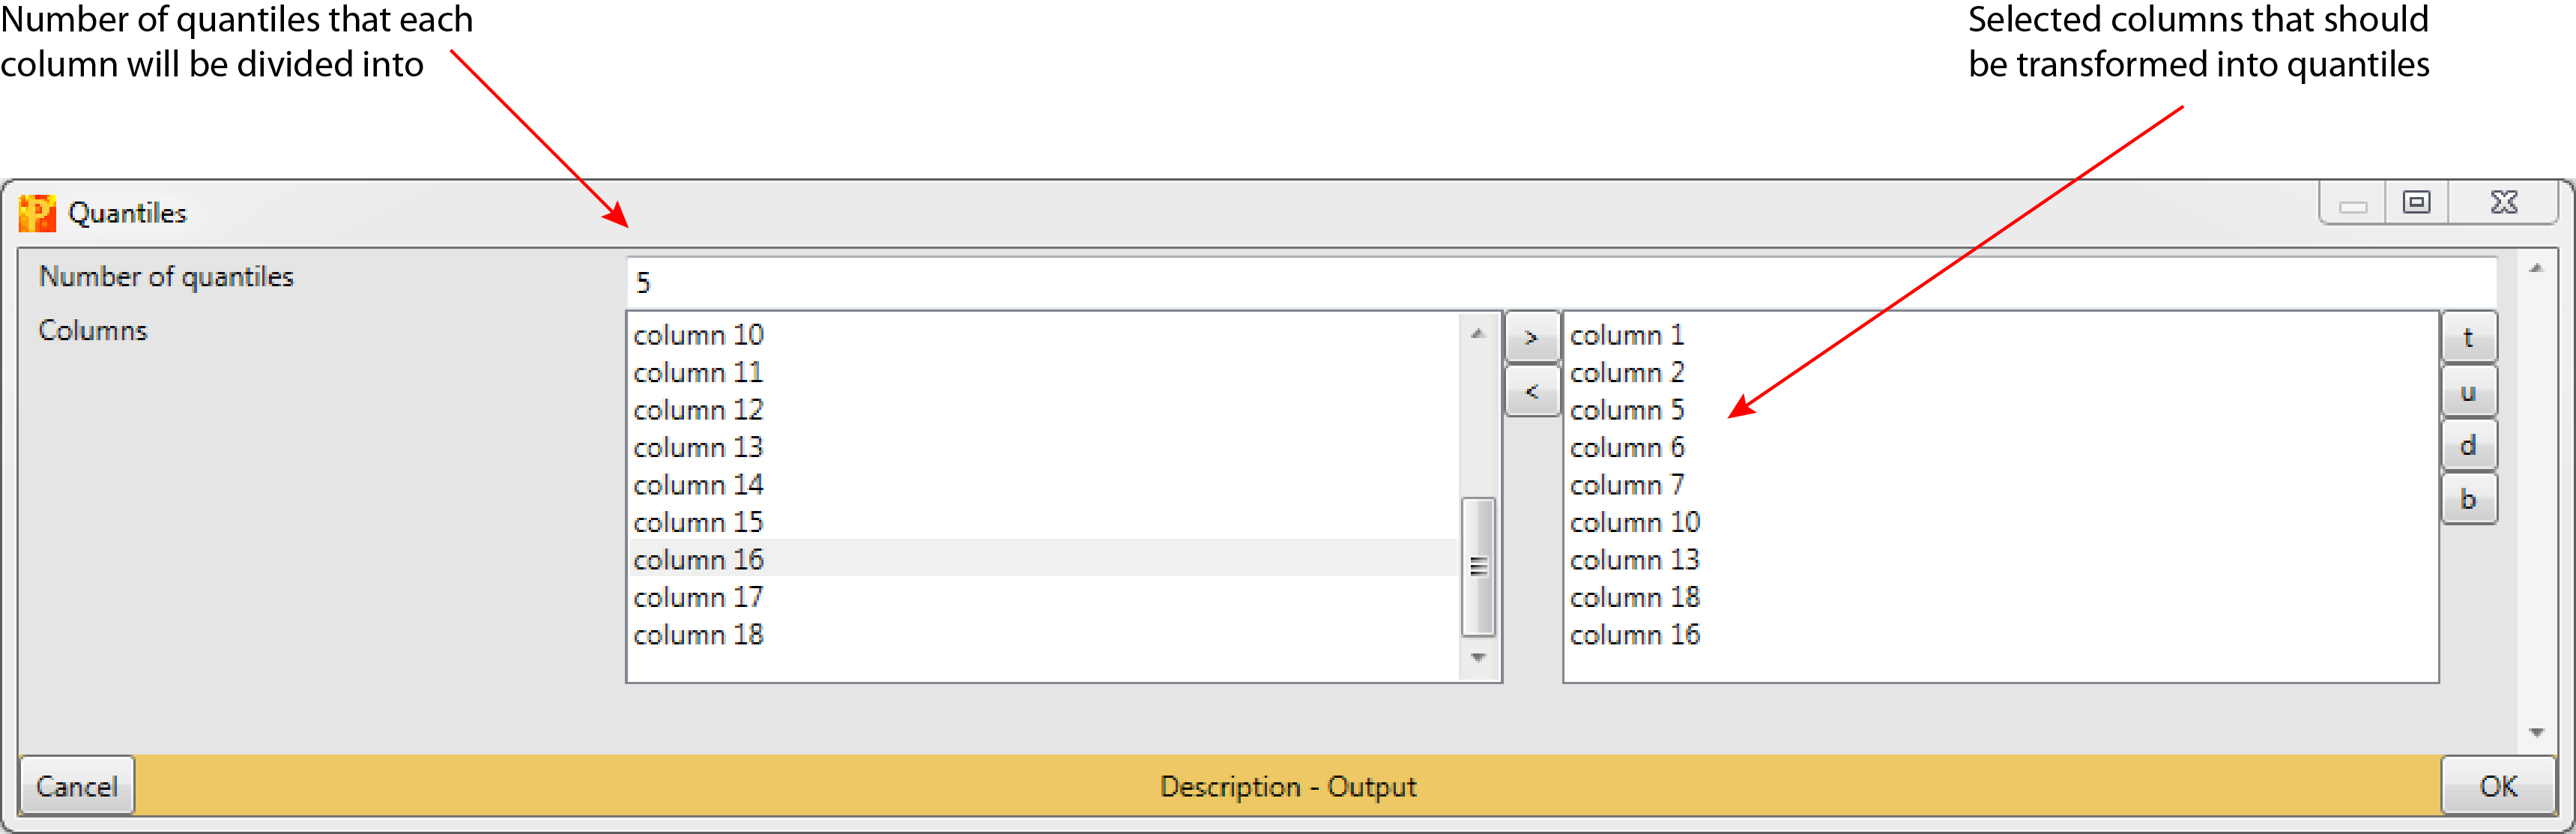 Number of quantiles that each
column will be divided into
Selected columns that should
be transformed into quantiles
P Quantiles
Number of quantiles
5
Columns
column 10
column 11
column 12
column 13
column 14
column 15
column 16
column 17
column 18
>
<
column 1
column 2
column 5
column 6
column 7
column 10
column 13
column 18
column 16
t
u
d
b
Cancel
Description - Output
OK